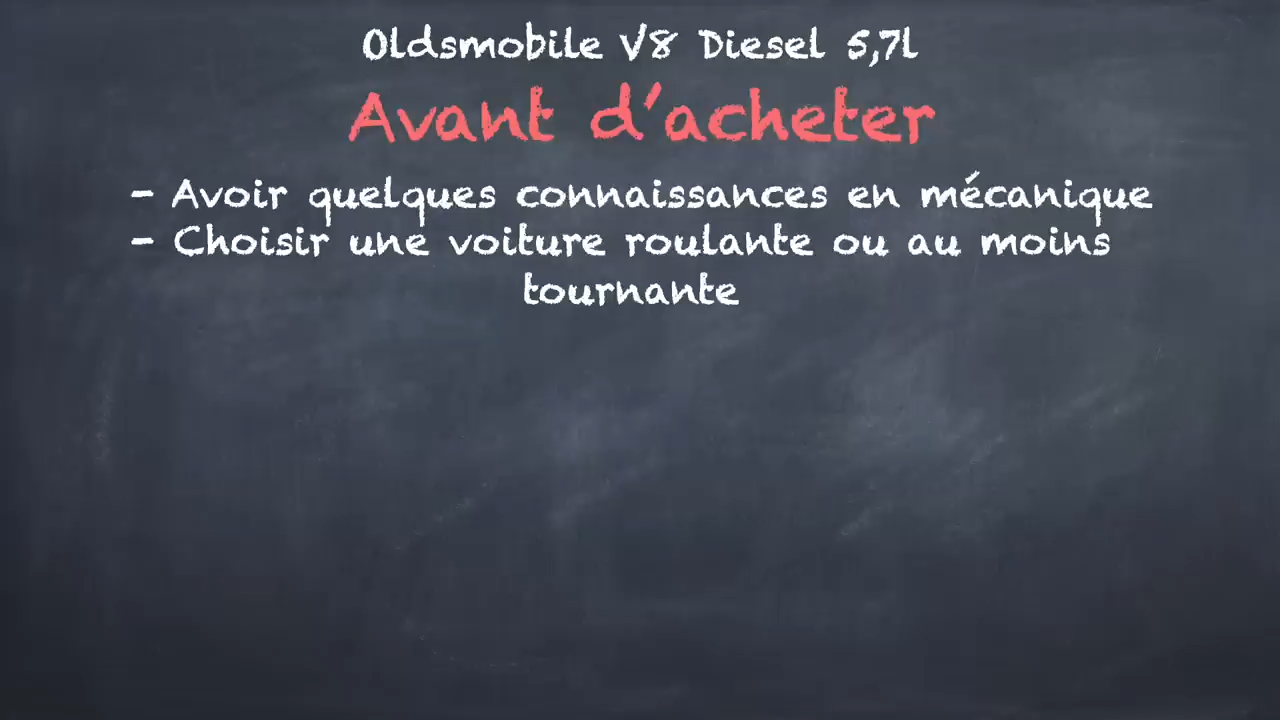 Oldsmobile V8 Diesel 5,7l
Avant d'acheter
- Avoir quelques connaissances en mécanique
- Choisir une voiture roulante ou au moins
tournante